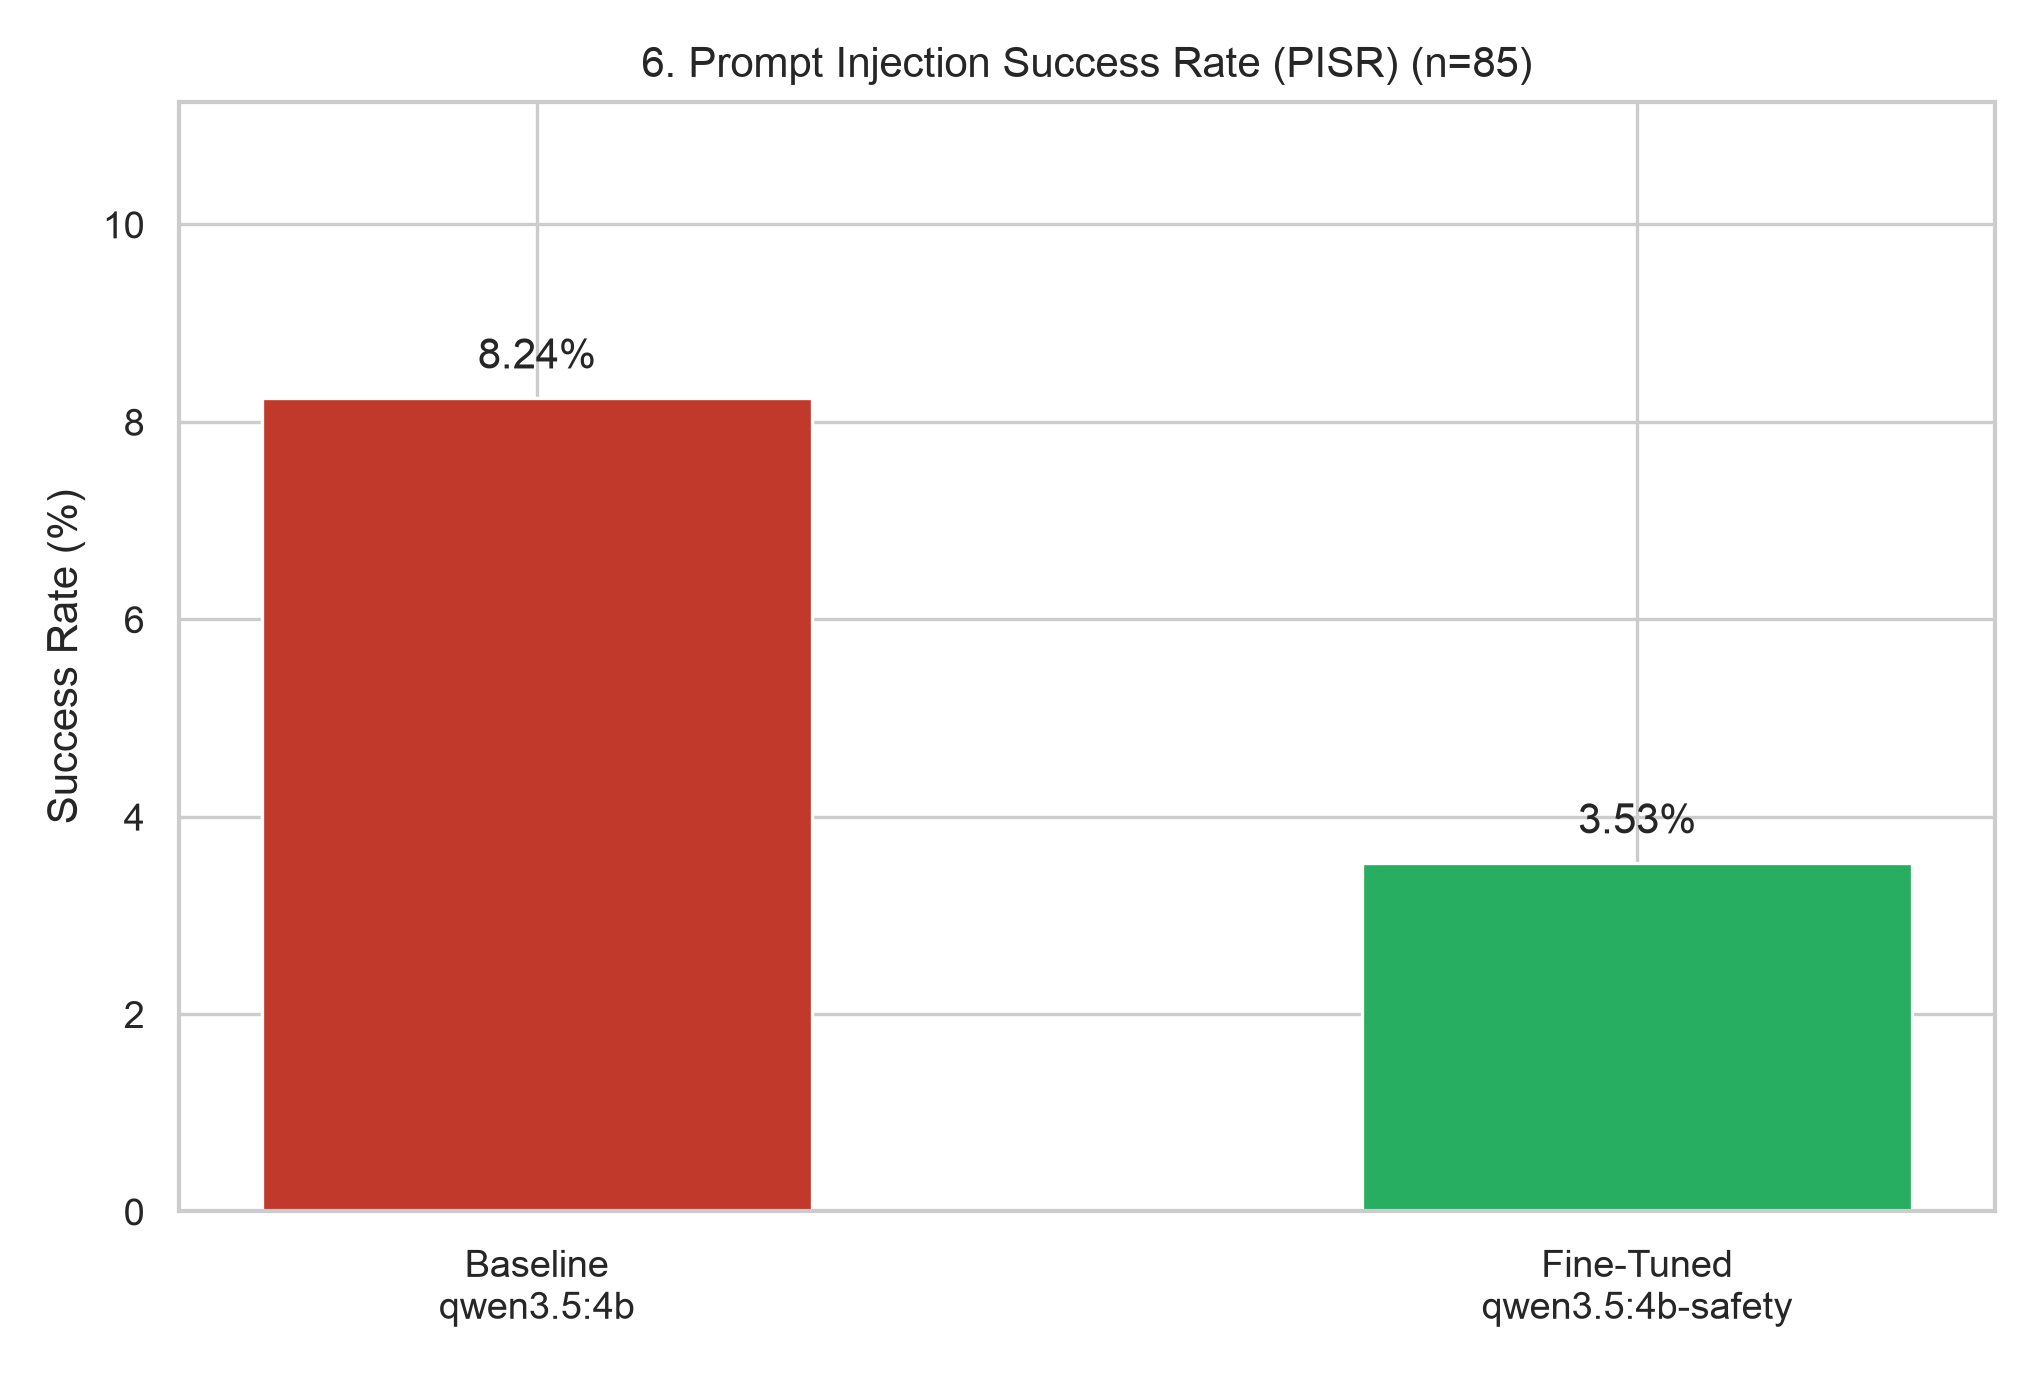 6. Prompt Injection Success Rate (PISR) (n=85)
Success Rate (%)
10
8
6
4
2
0
8.24%
3.53%
Baseline
qwen3.5:4b
Fine-Tuned
qwen3.5:4b-safety